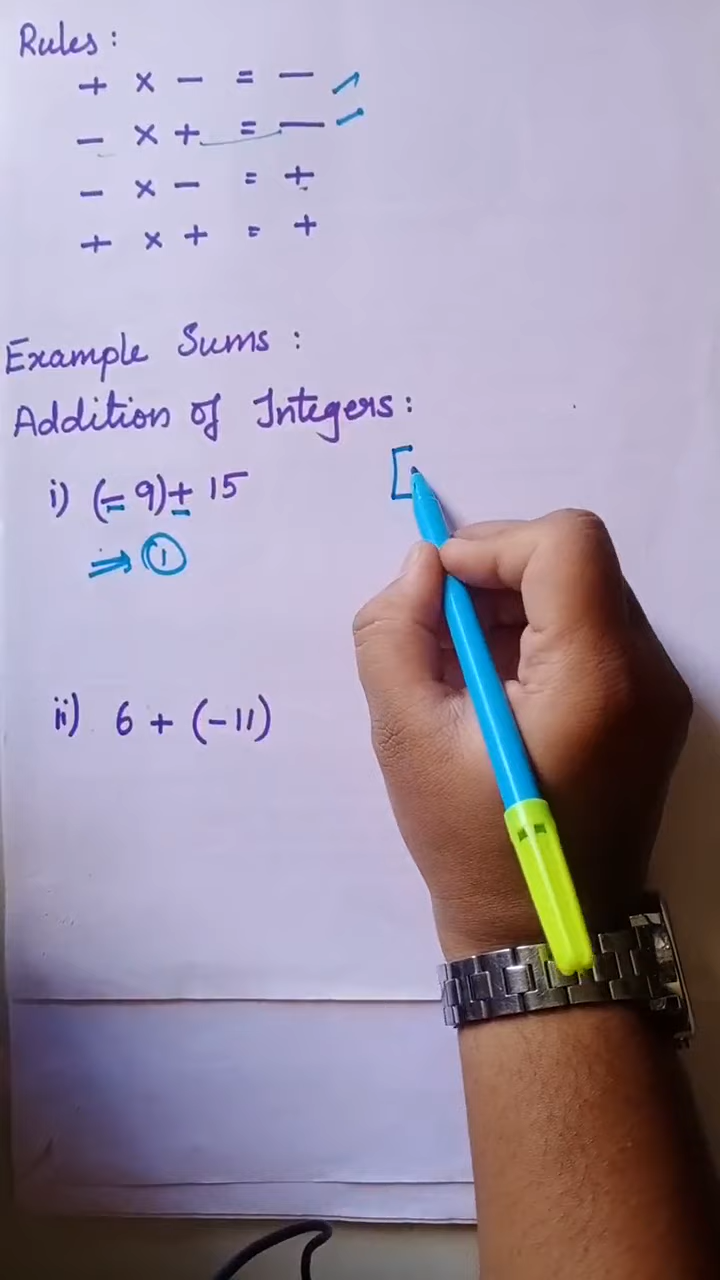 Rules:
+ × - = -
- × + = -
- × - = +
+ × + = +
Example Sums:
Addition of Integers:
i) (-9)+ 15 [
⇒ ①
ii) 6 + (-11)